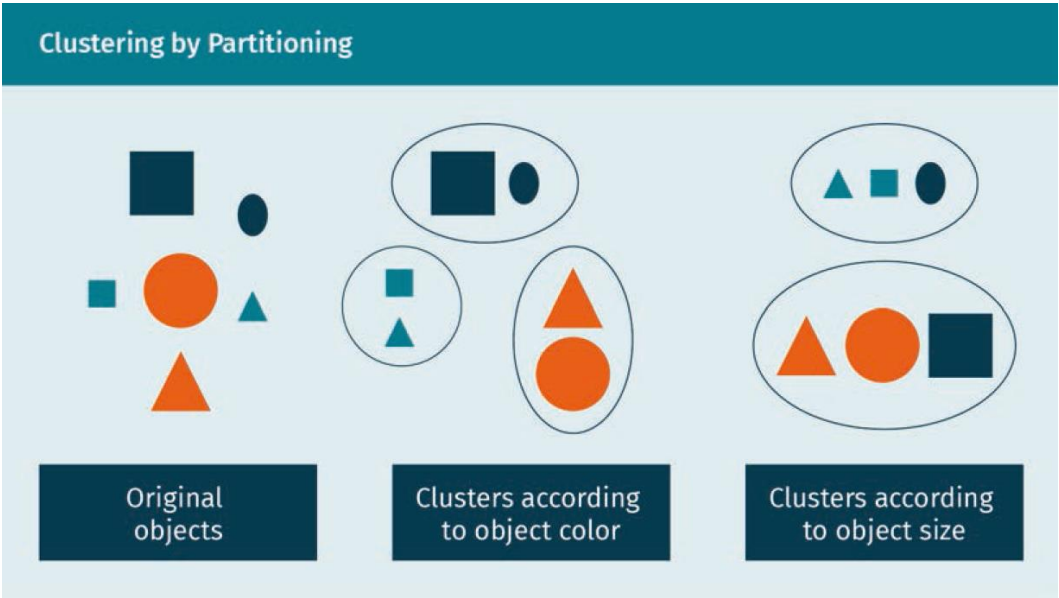 Clustering by Partitioning
Original
objects
Clusters according
to object color
Clusters according
to object size